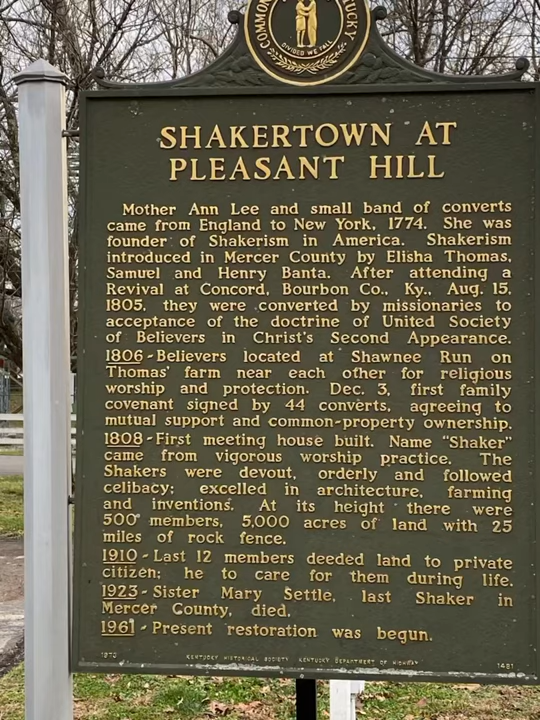 COMMON
TUCKY
DIVIDED WE FALL
SHAKERTOWN AT
PLEASANT HILL
Mother Ann Lee and small band of converts
came from England to New York, 1774. She was
founder of Shakerism in America. Shakerism
introduced in Mercer County by Elisha Thomas,
Samuel and Henry Banta. After attending a
Revival at Concord, Bourbon Co., Ky., Aug. 15,
1805, they were converted by missionaries to
acceptance of the doctrine of United Society
of Believers in Christ's Second Appearance.
1806-Believers located at Shawnee Run on
Thomas' farm near each other for religious
worship and protection. Dec. 3, first family
covenant signed by 44 converts, agreeing to
mutual support and common-property ownership.
1808-First meeting house built. Name "Shaker"
came from vigorous worship practice. The
Shakers were devout, orderly and followed
celibacy; excelled in architecture, farming
and inventions. At its height there were
500 members, 5,000 acres of land with 25
miles of rock fence.
1910-Last 12 members deeded land to private
citizen; he to care for them during life.
1923-Sister Mary Settle, last Shaker in
Mercer County, died.
1961-Present restoration was begun.
1970 KENTUCKY HISTORICAL SOCIETY KENTUCKY DEPARTMENT OF HIGHWAY 1481